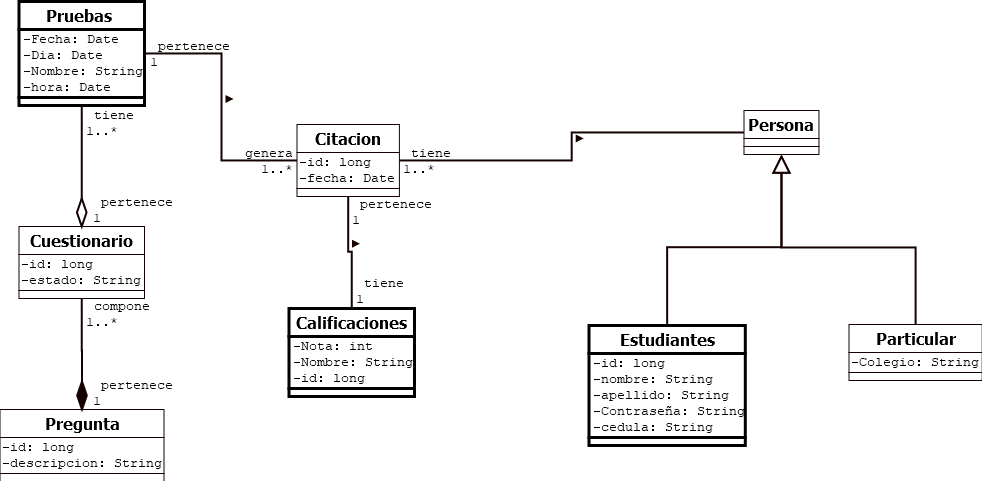 Pruebas
-Fecha: Date
-Dia: Date
-Nombre: String
-hora: Date
pertenece
1
tiene
1..*
pertenece
1
Cuestionario
-id: long
-estado: String
compone
1..*
pertenece
1
Pregunta
-id: long
-descripcion: String
genera
1..*
Citacion
-id: long
-fecha: Date
tiene
1..*
pertenece
1
tiene
1
Calificaciones
-Nota: int
-Nombre: String
-id: long
Persona
Estudiantes
-id: long
-nombre: String
-apellido: String
-Contraseña: String
-cedula: String
Particular
-Colegio: String